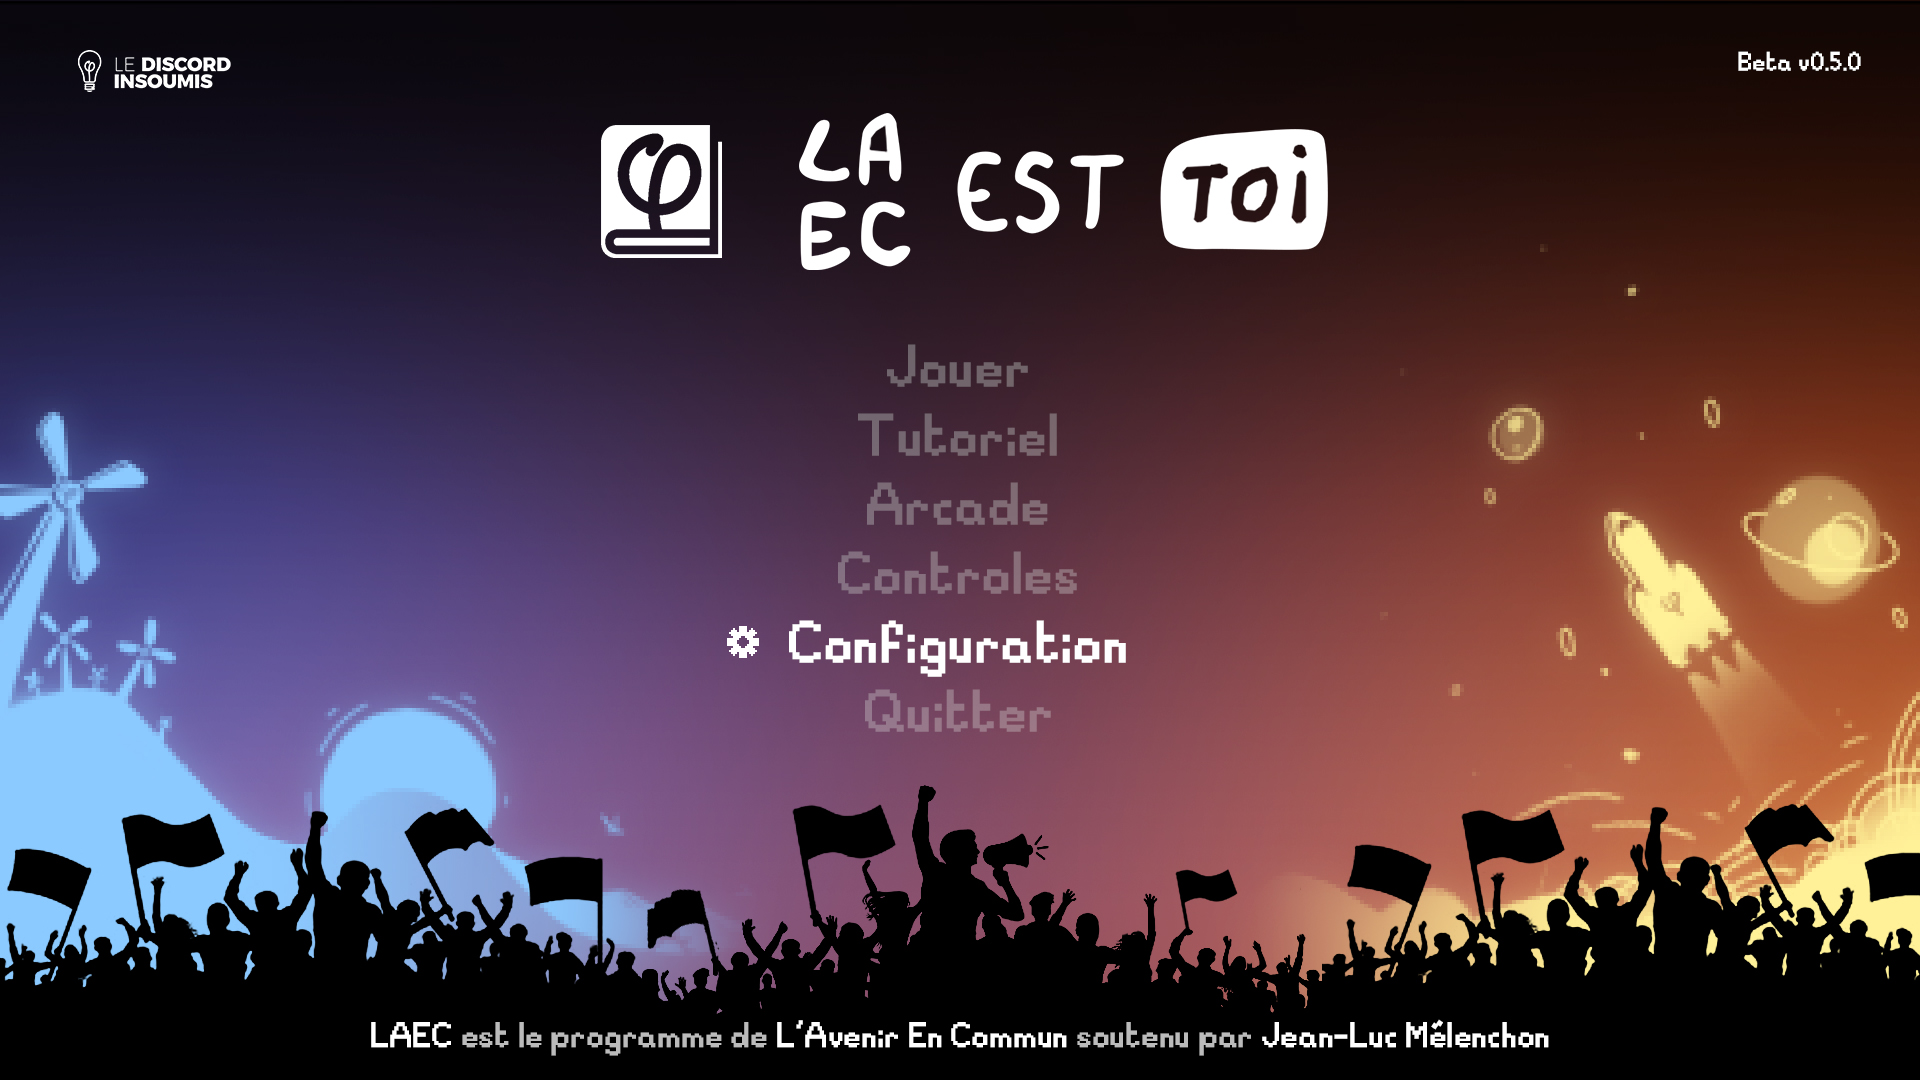 LE DISCORD
INSOUMIS
Beta v0.5.0
φ
LA
EC
EST
TOi
Jouer
Tutoriel
Arcade
Controles
Configuration
Quitter
LAEC est le programme de L'Avenir En Commun soutenu par Jean-Luc Mélenchon